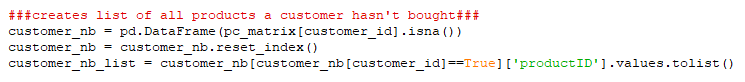 ###creates list of all products a customer hasn't bought###
customer_nb = pd.DataFrame(pc_matrix[customer_id].isna())
customer_nb = customer_nb.reset_index()
customer_nb_list = customer_nb[customer_nb[customer_id]==True]['productID'].values.tolist()